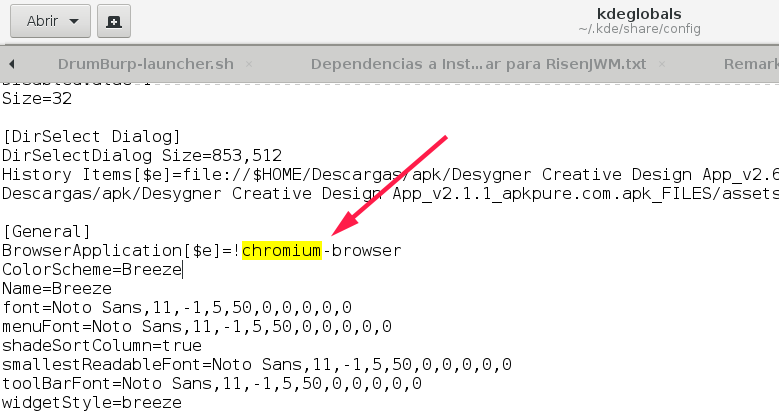 Abrir
kdeglobals
~/.kde/share/config
DrumBurp-launcher.sh ×
Dependencias a Inst...ar para RisenJWM.txt ×
Remark
Size=32
[DirSelect Dialog]
DirSelectDialog Size=853,512
History Items[$e]=file://$HOME/Descargas/apk/Desygner Creative Design App_v2.6
Descargas/apk/Desygner Creative Design App_v2.1.1_apkpure.com.apk_FILES/assets
[General]
BrowserApplication[$e]=!chromium-browser
ColorScheme=Breeze
Name=Breeze
font=Noto Sans,11,-1,5,50,0,0,0,0,0
menuFont=Noto Sans,11,-1,5,50,0,0,0,0,0
shadeSortColumn=true
smallestReadableFont=Noto Sans,11,-1,5,50,0,0,0,0,0
toolBarFont=Noto Sans,11,-1,5,50,0,0,0,0,0
widgetStyle=breeze